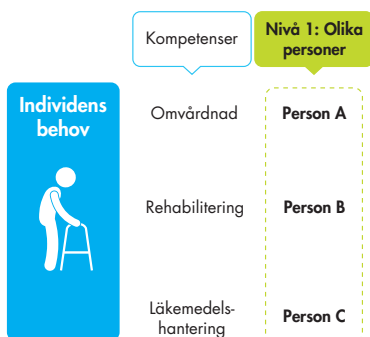 Kompetenser
Nivå 1: Olika
personer
Individens
behov
Omvårdnad
Person A
Rehabilitering
Person B
Läkemedels-
hantering
Person C